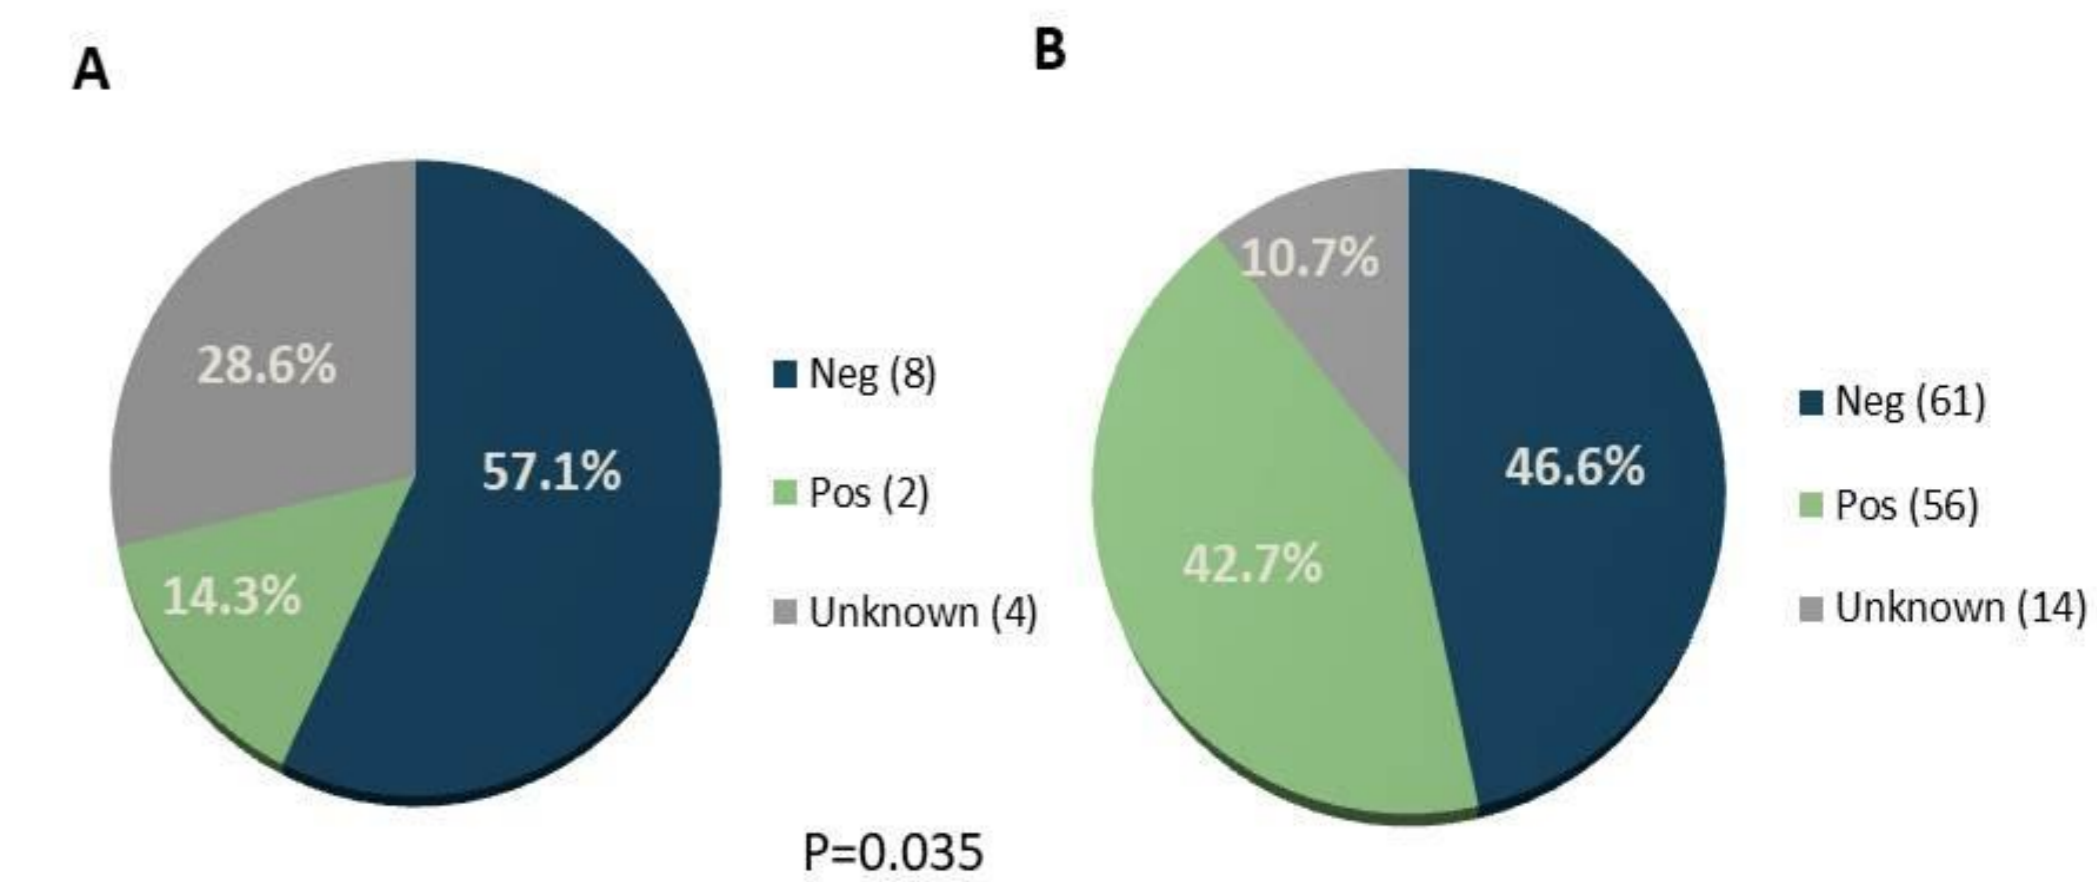 A
28.6%
57.1%
14.3%
Neg (8)
Pos (2)
Unknown (4)
B
10.7%
46.6%
42.7%
Neg (61)
Pos (56)
Unknown (14)
P=0.035